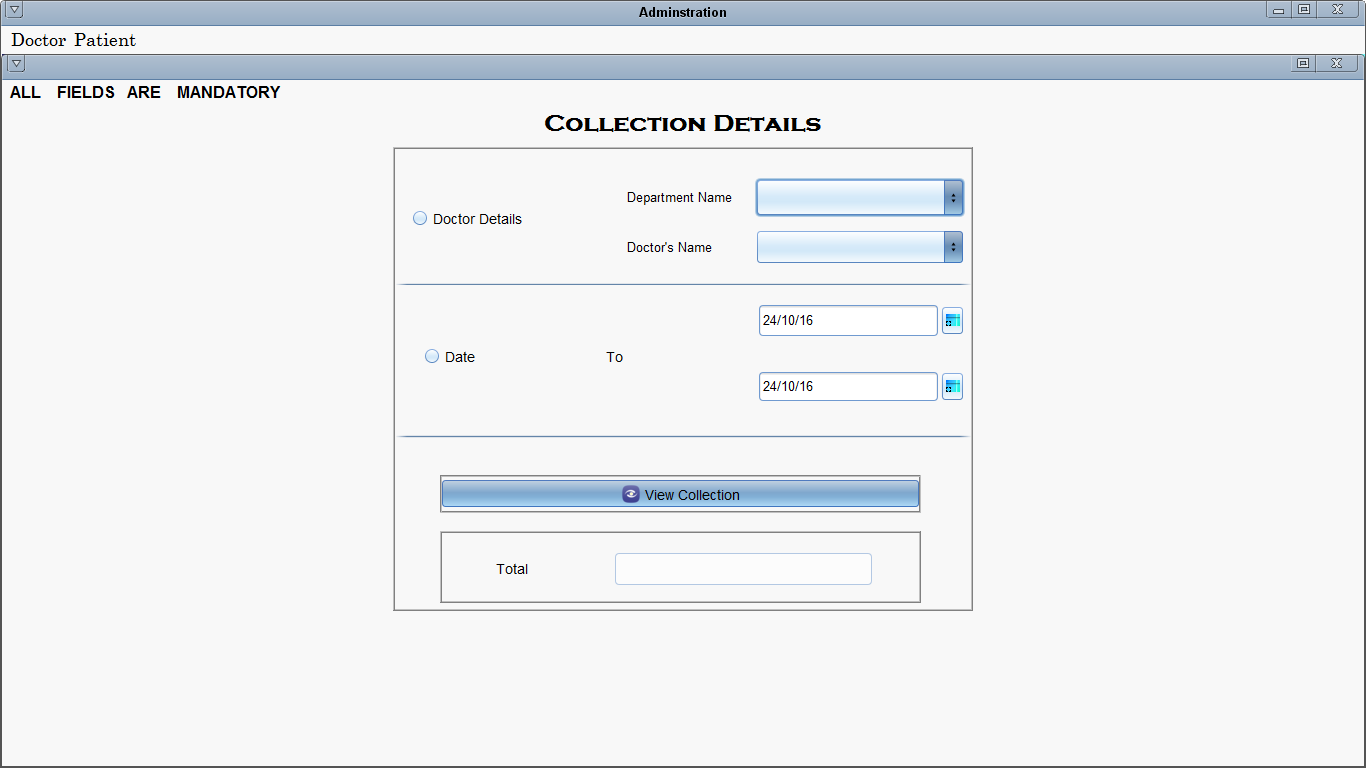 Adminstration
Doctor Patient
ALL FIELDS ARE MANDATORY
COLLECTION DETAILS
Department Name
Doctor Details
Doctor's Name
24/10/16
Date To
24/10/16
View Collection
Total